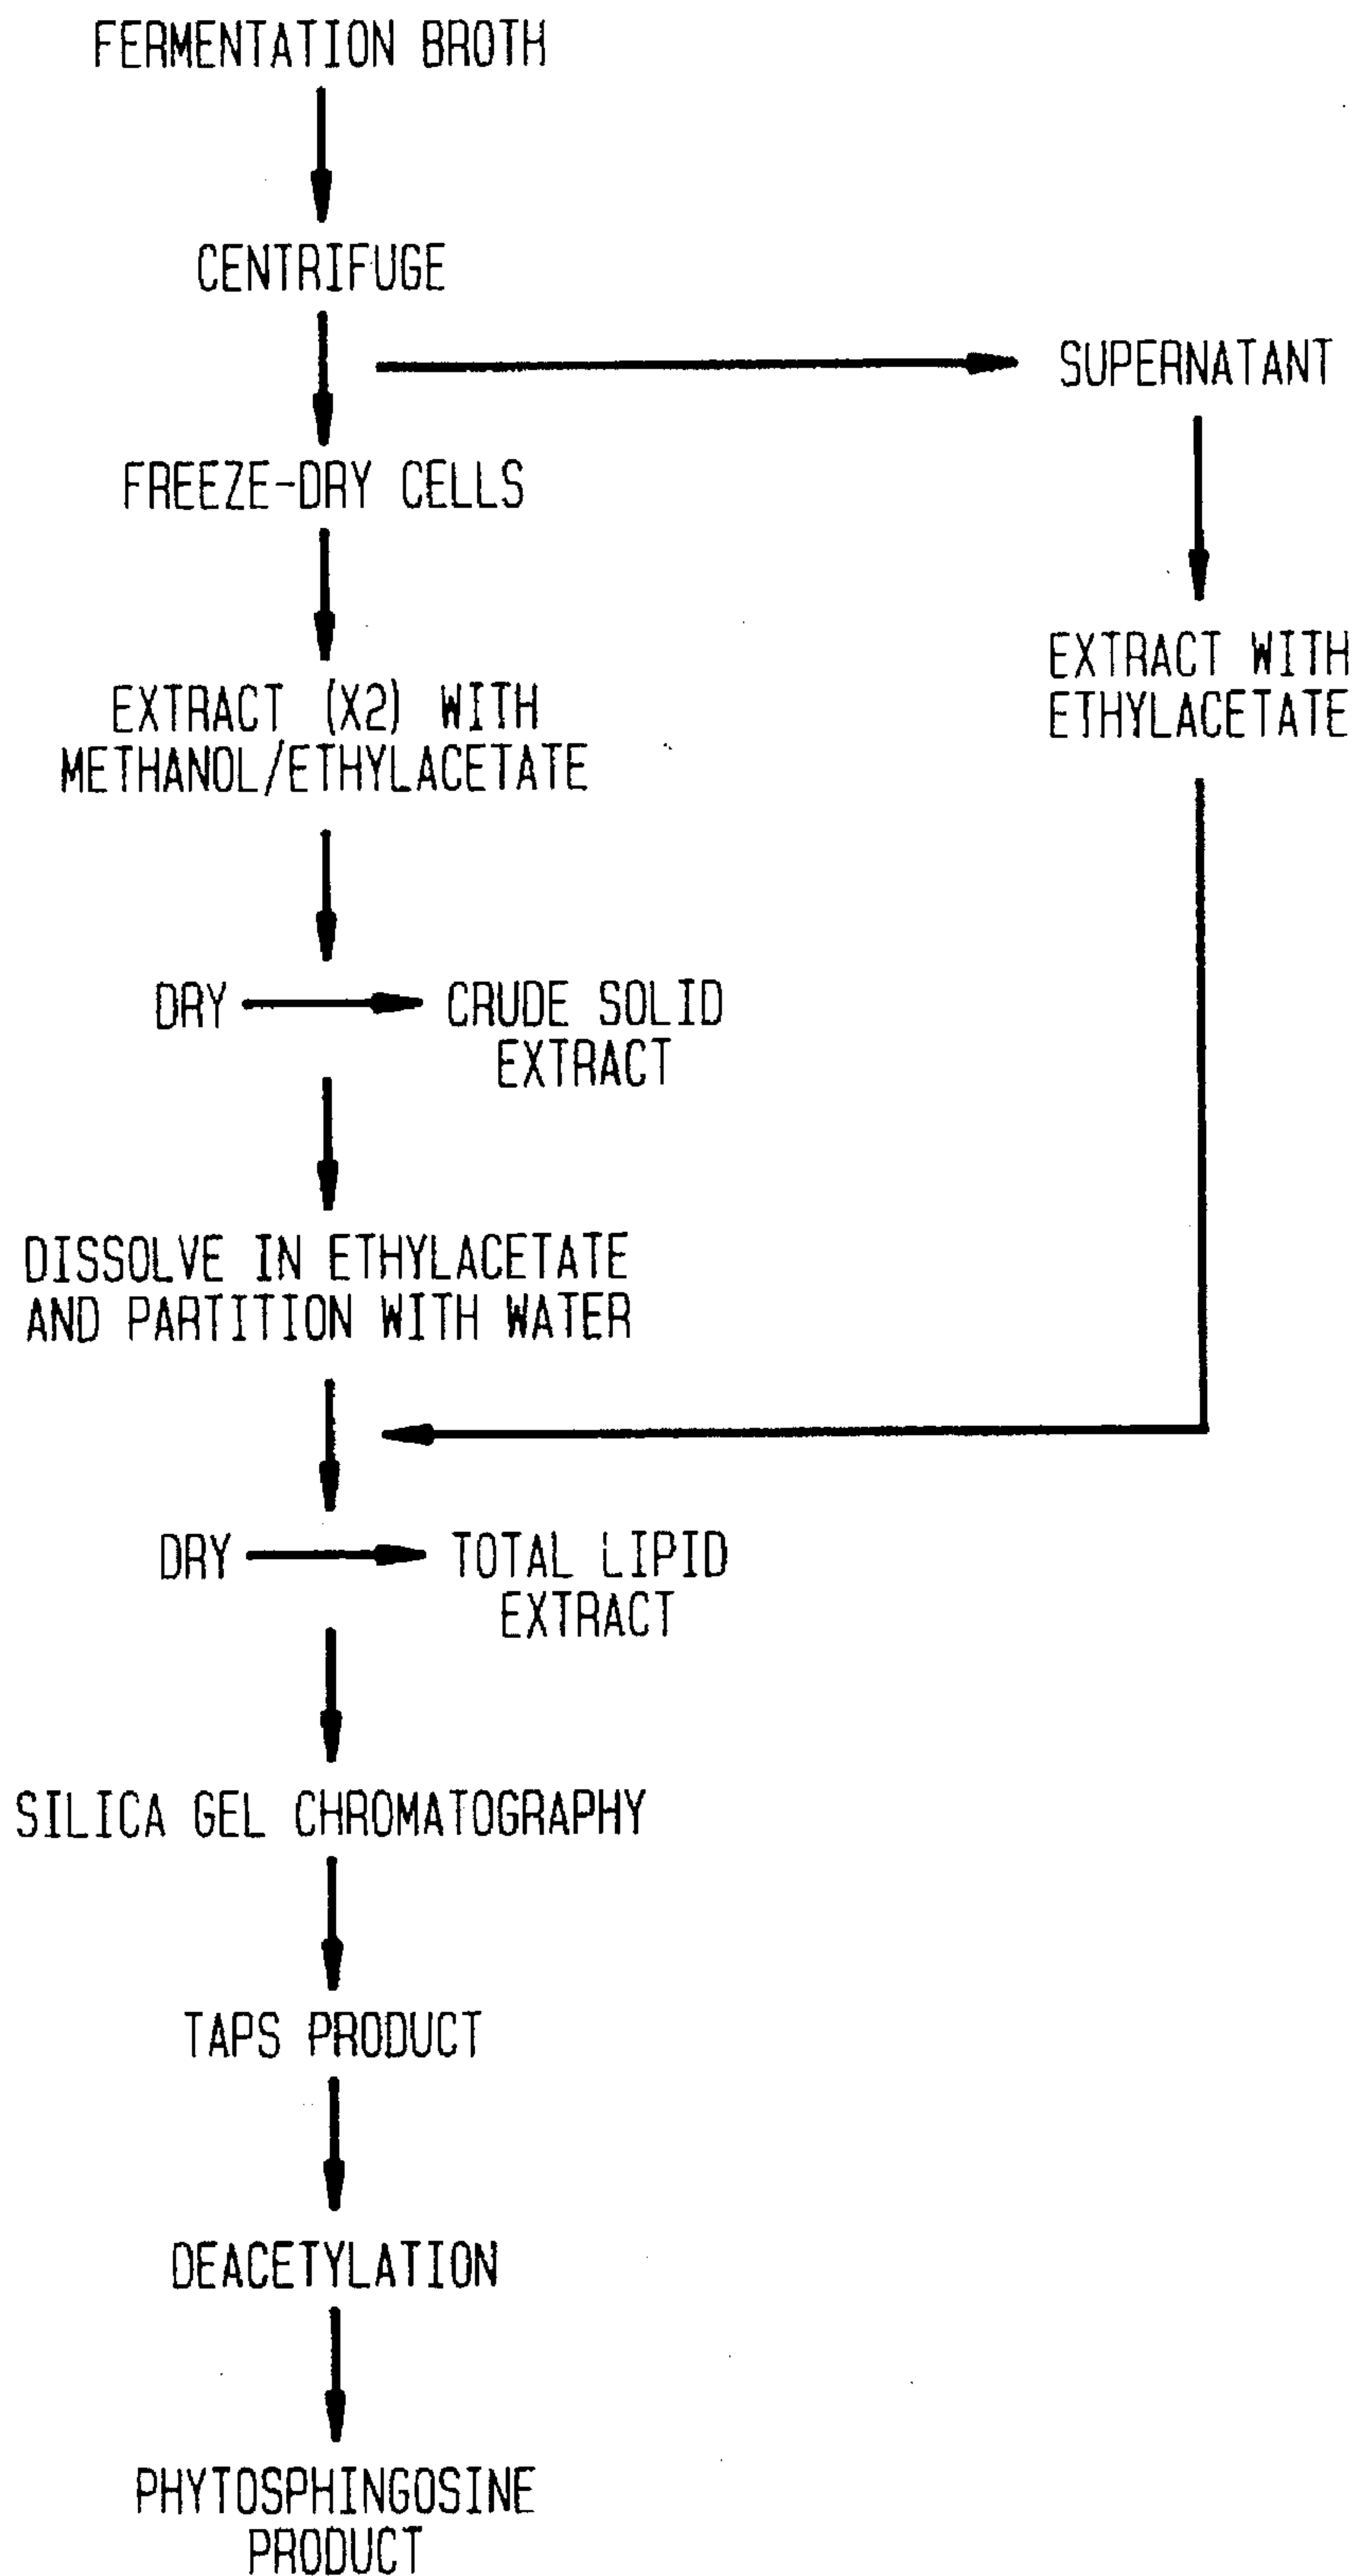 FERMENTATION BROTH
CENTRIFUGE
SUPERNATANT
FREEZE-DRY CELLS
EXTRACT WITH
ETHYLACETATE
EXTRACT (X2) WITH
METHANOL/ETHYLACETATE
DRY
CRUDE SOLID
EXTRACT
DISSOLVE IN ETHYLACETATE
AND PARTITION WITH WATER
DRY
TOTAL LIPID
EXTRACT
SILICA GEL CHROMATOGRAPHY
TAPS PRODUCT
DEACETYLATION
PHYTOSPHINGOSINE
PRODUCT